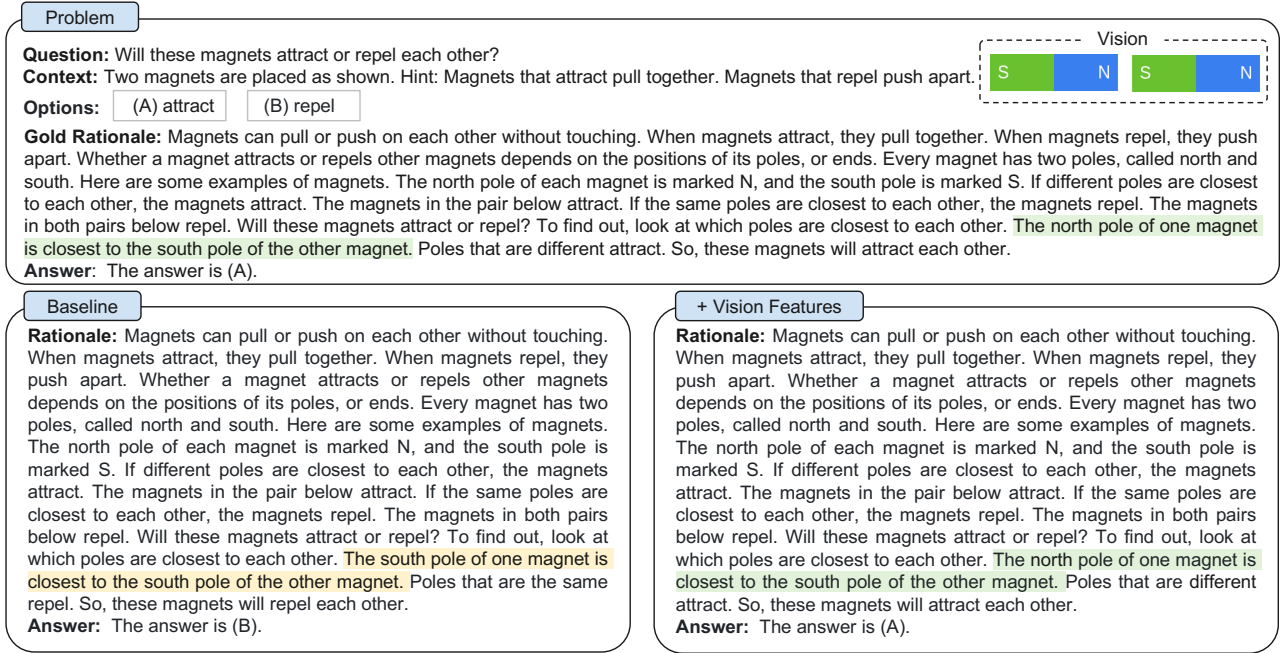 Problem
Question: Will these magnets attract or repel each other?
Vision
Context: Two magnets are placed as shown. Hint: Magnets that attract pull together. Magnets that repel push apart.
S N S N
Options: (A) attract (B) repel
Gold Rationale: Magnets can pull or push on each other without touching. When magnets attract, they pull together. When magnets repel, they push
apart. Whether a magnet attracts or repels other magnets depends on the positions of its poles, or ends. Every magnet has two poles, called north and
south. Here are some examples of magnets. The north pole of each magnet is marked N, and the south pole is marked S. If different poles are closest
to each other, the magnets attract. The magnets in the pair below attract. If the same poles are closest to each other, the magnets repel. The magnets
in both pairs below repel. Will these magnets attract or repel? To find out, look at which poles are closest to each other. The north pole of one magnet
is closest to the south pole of the other magnet. Poles that are different attract. So, these magnets will attract each other.
Answer: The answer is (A).
Baseline
Rationale: Magnets can pull or push on each other without touching.
When magnets attract, they pull together. When magnets repel, they
push apart. Whether a magnet attracts or repels other magnets
depends on the positions of its poles, or ends. Every magnet has two
poles, called north and south. Here are some examples of magnets.
The north pole of each magnet is marked N, and the south pole is
marked S. If different poles are closest to each other, the magnets
attract. The magnets in the pair below attract. If the same poles are
closest to each other, the magnets repel. The magnets in both pairs
below repel. Will these magnets attract or repel? To find out, look at
which poles are closest to each other. The south pole of one magnet is
closest to the south pole of the other magnet. Poles that are the same
repel. So, these magnets will repel each other.
Answer: The answer is (B).
+ Vision Features
Rationale: Magnets can pull or push on each other without touching.
When magnets attract, they pull together. When magnets repel, they
push apart. Whether a magnet attracts or repels other magnets
depends on the positions of its poles, or ends. Every magnet has two
poles, called north and south. Here are some examples of magnets.
The north pole of each magnet is marked N, and the south pole is
marked S. If different poles are closest to each other, the magnets
attract. The magnets in the pair below attract. If the same poles are
closest to each other, the magnets repel. The magnets in both pairs
below repel. Will these magnets attract or repel? To find out, look at
which poles are closest to each other. The north pole of one magnet is
closest to the south pole of the other magnet. Poles that are different
attract. So, these magnets will attract each other.
Answer: The answer is (A).